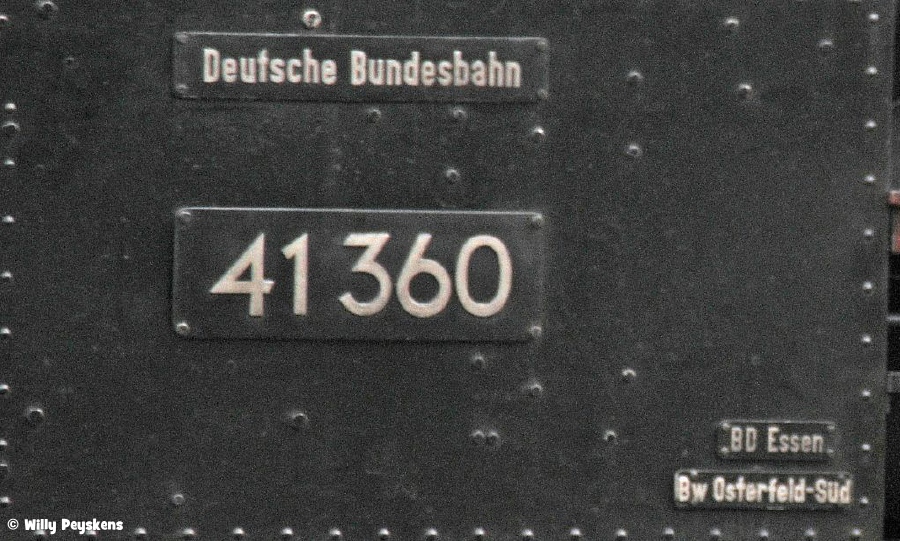 Deutsche Bundesbahn
41 360
BD Essen
Bw Osterfeld-Süd
© Willy Peyskens